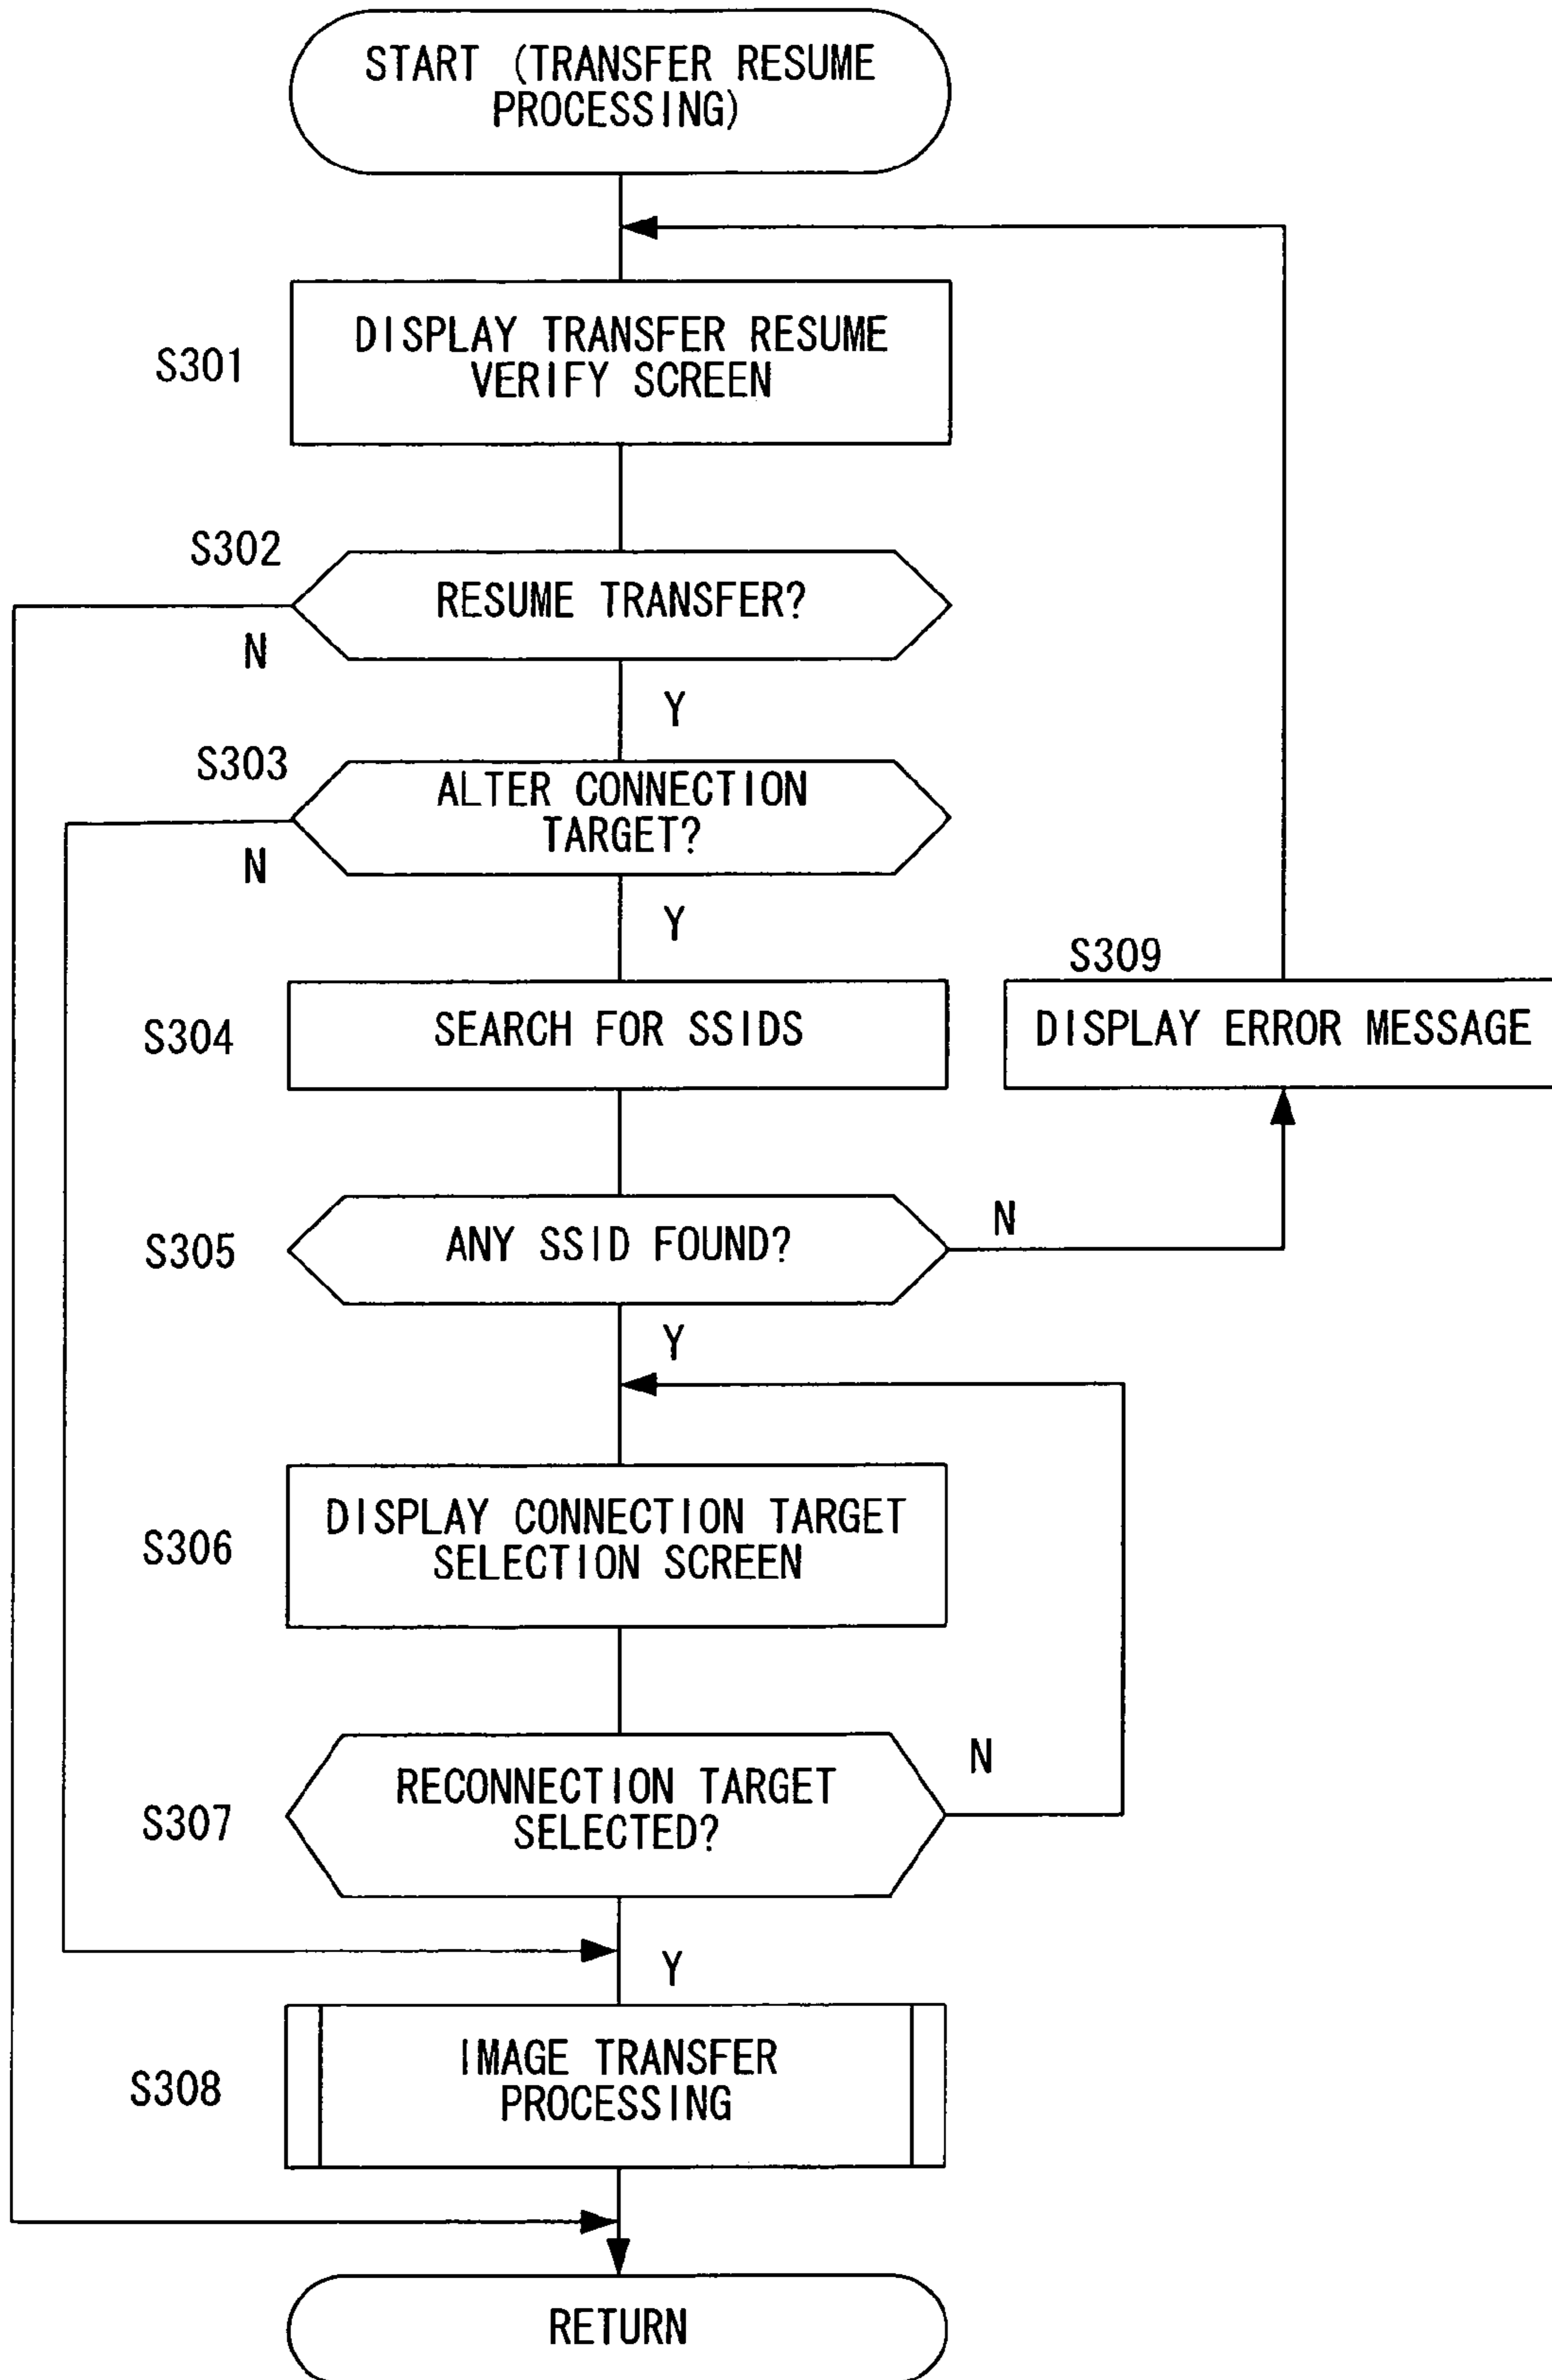 START (TRANSFER RESUME
PROCESSING)
S301
DISPLAY TRANSFER RESUME
VERIFY SCREEN
S302
RESUME TRANSFER?
N
Y
S303
ALTER CONNECTION
TARGET?
N
Y
S304
SEARCH FOR SSIDS
S309
DISPLAY ERROR MESSAGE
S305
ANY SSID FOUND?
N
Y
S306
DISPLAY CONNECTION TARGET
SELECTION SCREEN
S307
RECONNECTION TARGET
SELECTED?
N
Y
S308
IMAGE TRANSFER
PROCESSING
RETURN